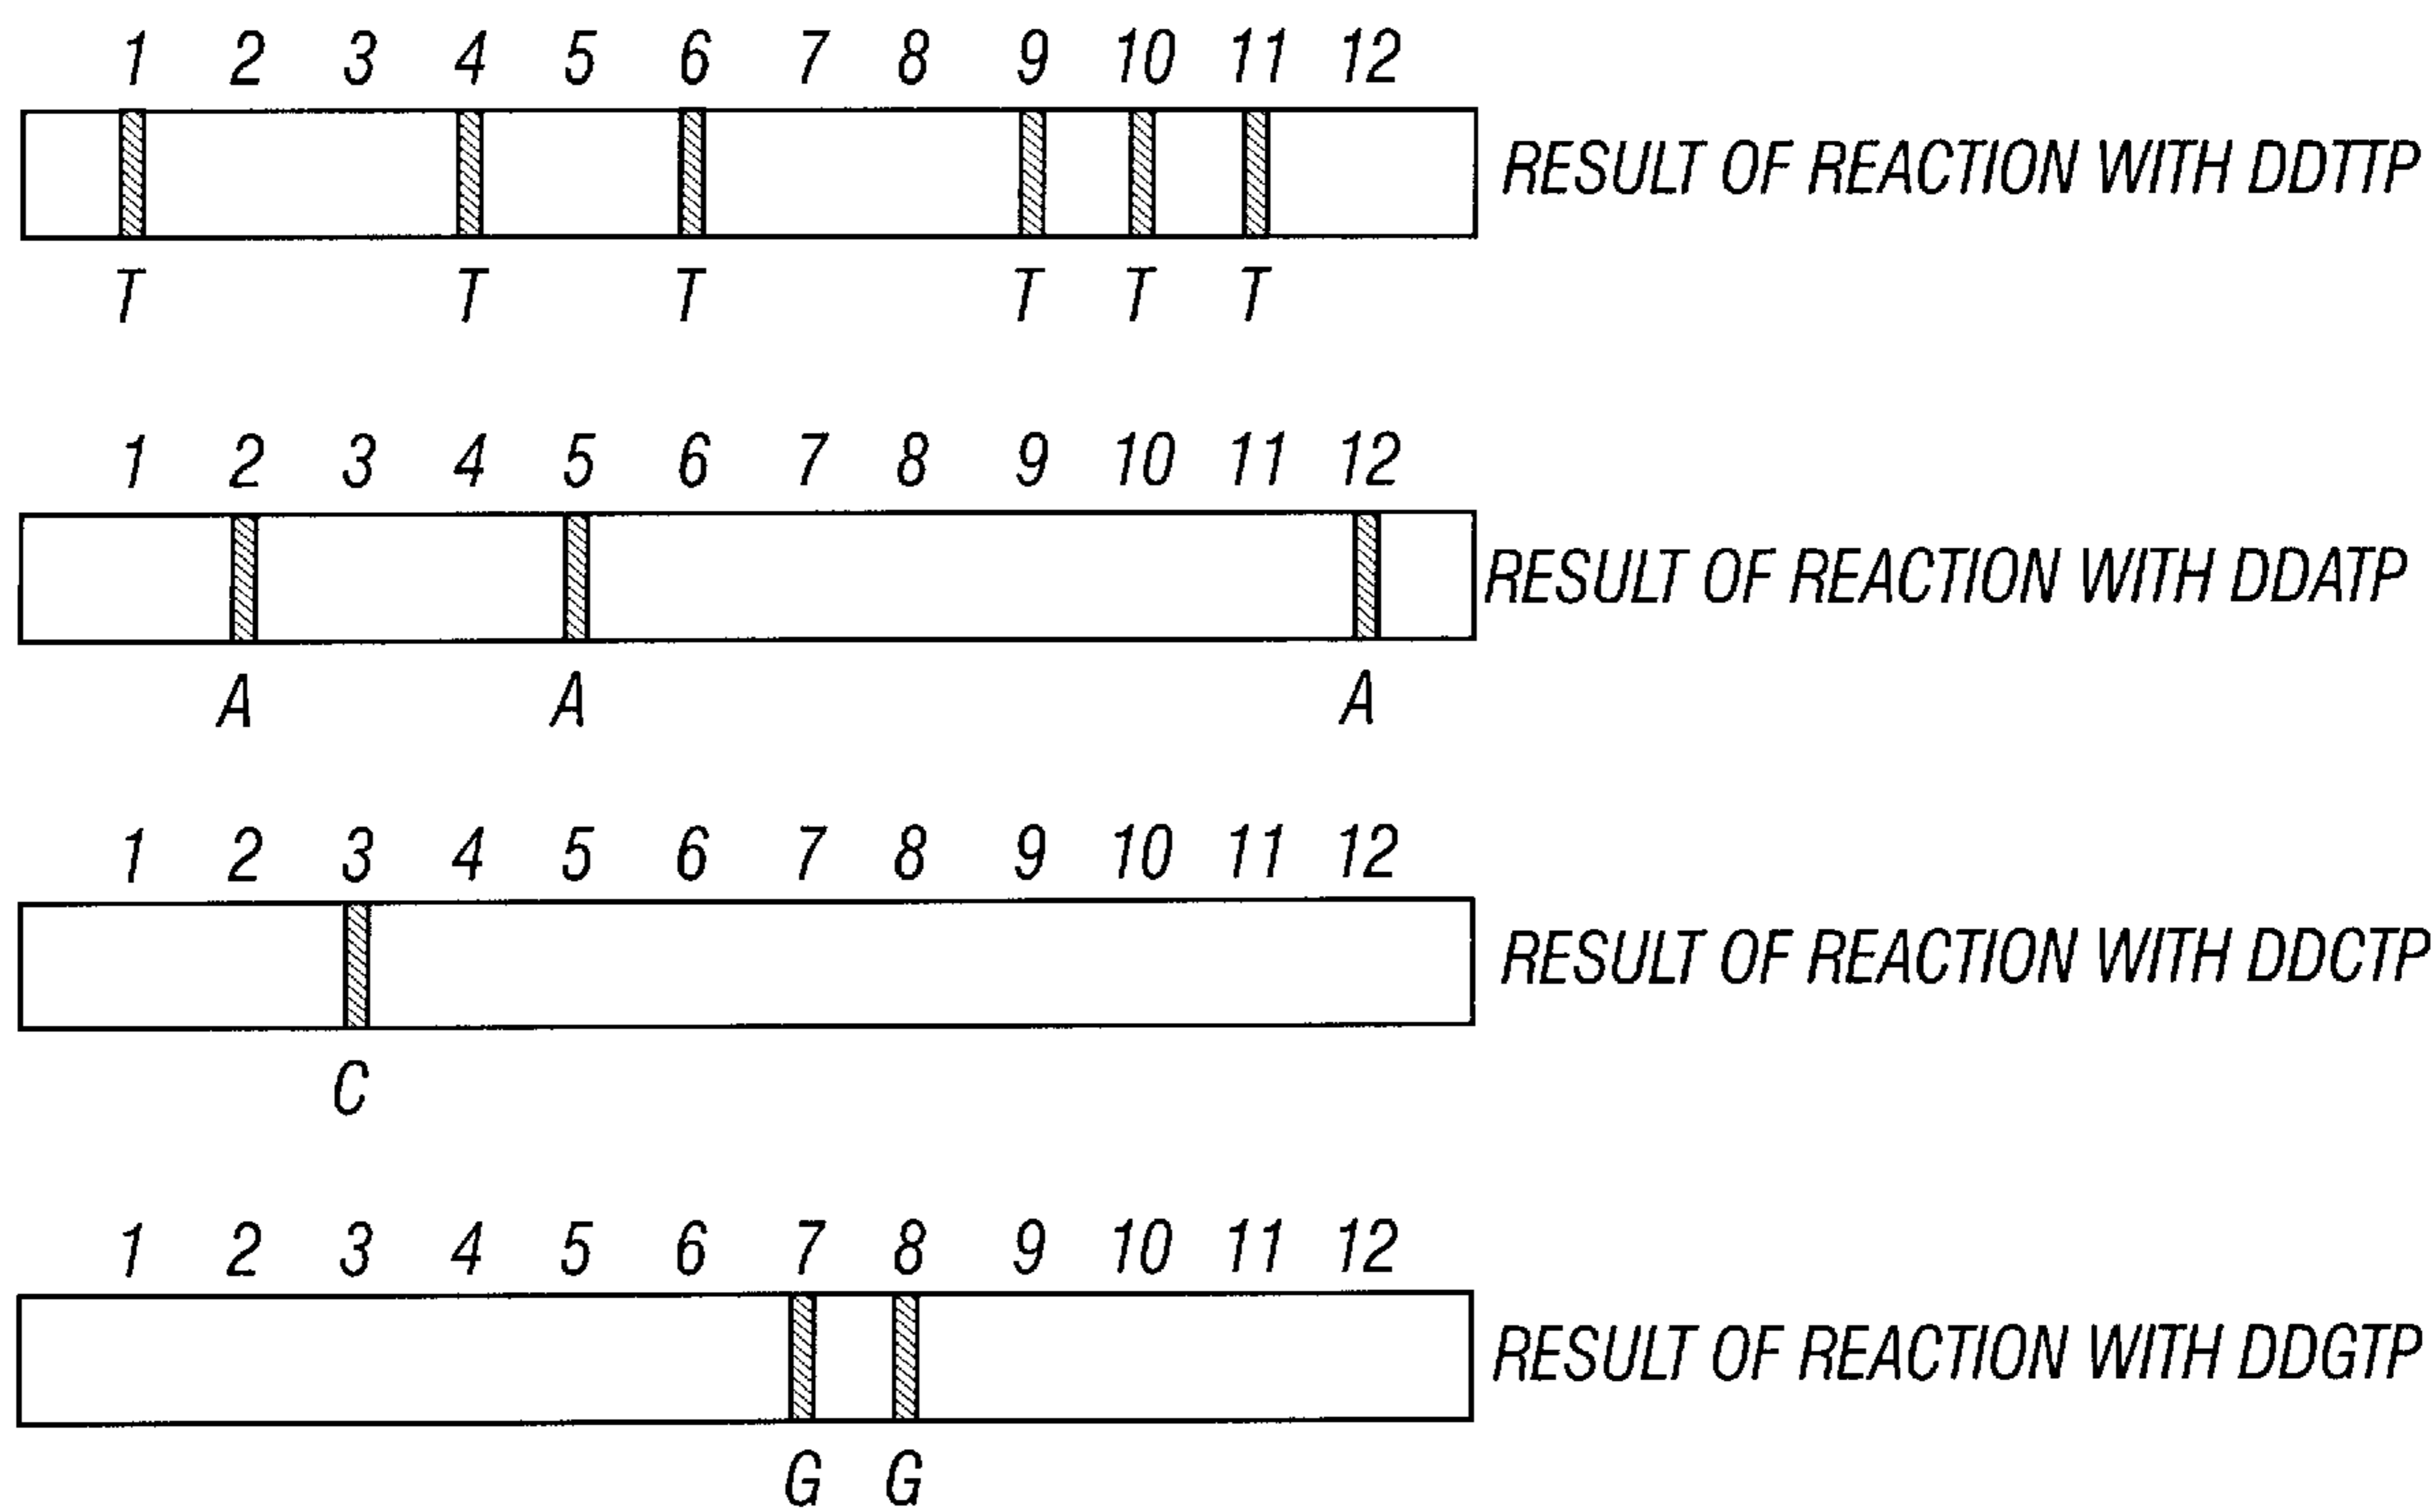 1 2 3 4 5 6 7 8 9 10 11 12
RESULT OF REACTION WITH DDTTP
T T T T T T
1 2 3 4 5 6 7 8 9 10 11 12
RESULT OF REACTION WITH DDATP
A A A
1 2 3 4 5 6 7 8 9 10 11 12
RESULT OF REACTION WITH DDCTP
C
1 2 3 4 5 6 7 8 9 10 11 12
RESULT OF REACTION WITH DDGTP
G G